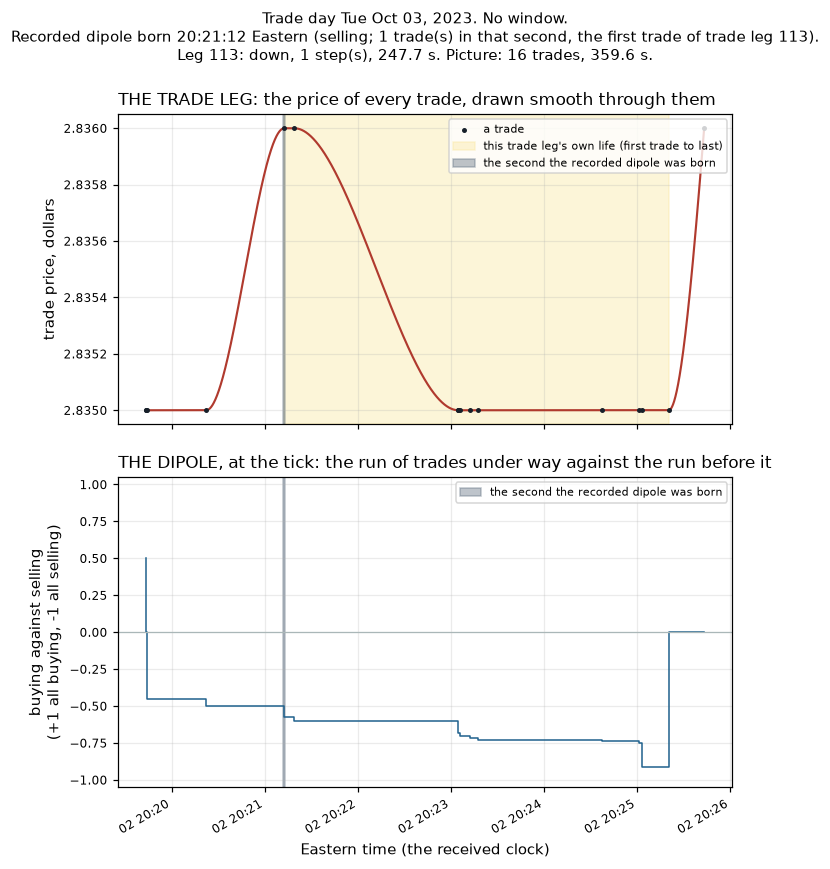 Trade day Tue Oct 03, 2023. No window.
Recorded dipole born 20:21:12 Eastern (selling; 1 trade(s) in that second, the first trade of trade leg 113).
Leg 113: down, 1 step(s), 247.7 s. Picture: 16 trades, 359.6 s.
THE TRADE LEG: the price of every trade, drawn smooth through them
trade price, dollars
2.8360
2.8358
2.8356
2.8354
2.8352
2.8350
a trade
this trade leg's own life (first trade to last)
the second the recorded dipole was born
THE DIPOLE, at the tick: the run of trades under way against the run before it
buying against selling
(+1 all buying, -1 all selling)
1.00
0.75
0.50
0.25
0.00
−0.25
−0.50
−0.75
−1.00
the second the recorded dipole was born
02 20:20
02 20:21
02 20:22
02 20:23
02 20:24
02 20:25
02 20:26
Eastern time (the received clock)